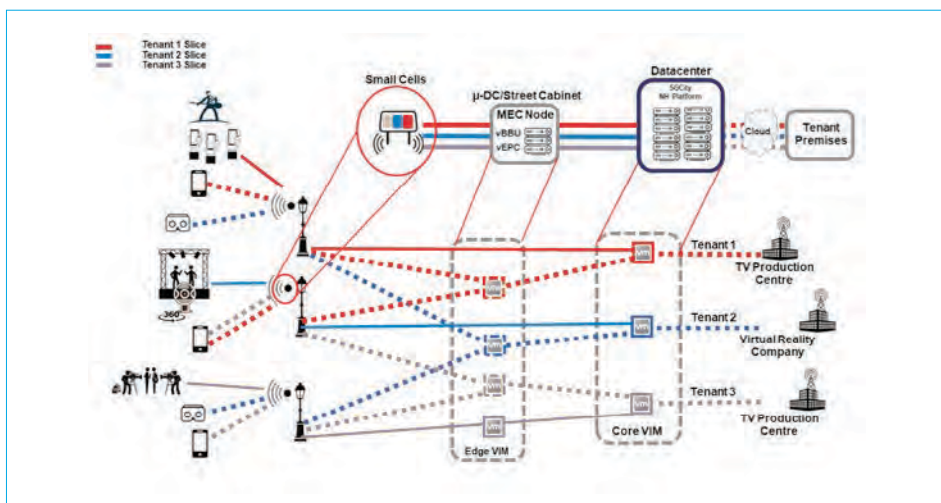 Tenant 1 Slice
Tenant 2 Slice
Tenant 3 Slice
Small Cells
μ-DC/Street Cabinet
MEC Node
vBBU
vEPC
Datacenter
5GCity
NH Platform
Cloud
Tenant
Premises
360°
Tenant 1
TV Production
Centre
Tenant 2
Virtual Reality
Company
Tenant 3
TV Production
Centre
Edge VIM
Core VIM